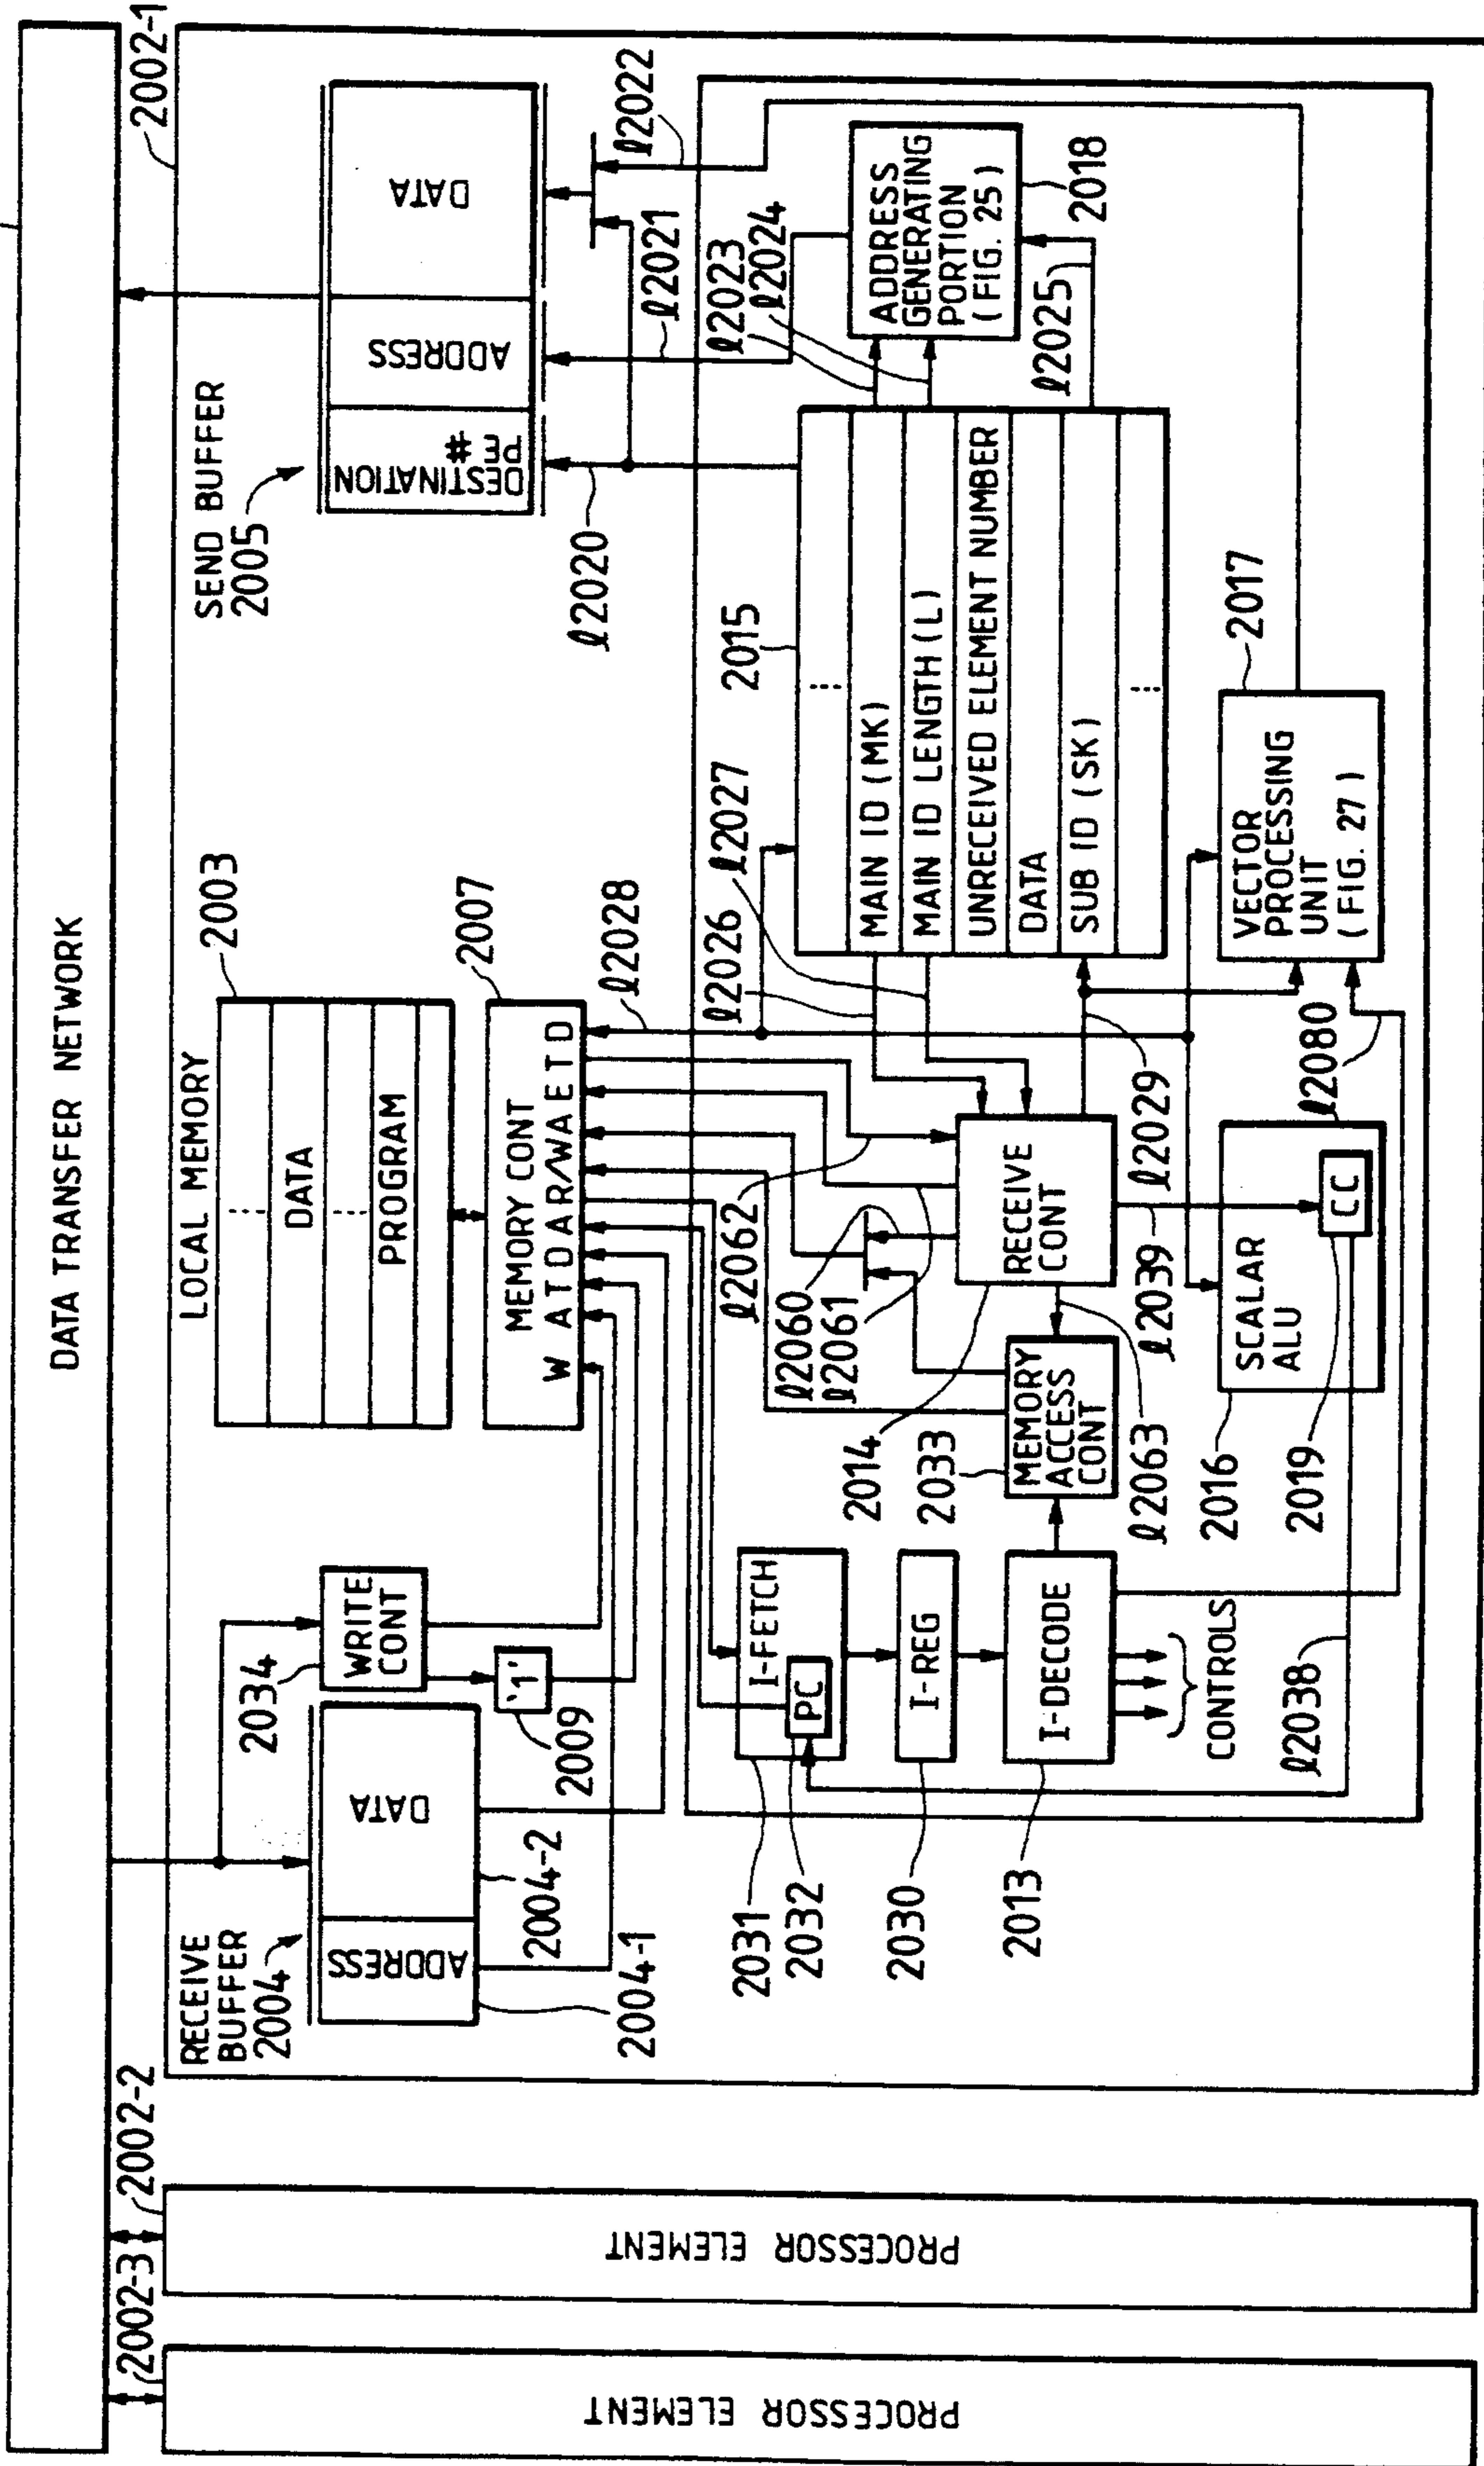 DATA TRANSFER NETWORK
2002-3
2002-2
2002-1
PROCESSOR ELEMENT
PROCESSOR ELEMENT
RECEIVE
BUFFER
2004
ADDRESS
DATA
2004-1
2004-2
2034
WRITE
CONT
'1'
2009
LOCAL MEMORY
2003
DATA
PROGRAM
MEMORY CONT
W A T D A R/W A E T D
2007
SEND BUFFER
2005
DESTINATION
PE #
ADDRESS
DATA
ℓ2020
ℓ2021
ℓ2022
ℓ2023
ℓ2024
ℓ2028
2031
I-FETCH
PC
2032
2030
I-REG
2013
I-DECODE
CONTROLS
ℓ2038
2014
2033
MEMORY
ACCESS
CONT
ℓ2063
ℓ2060
ℓ2061
ℓ2062
RECEIVE
CONT
ℓ2026
ℓ2027
ℓ2029
ℓ2039
2015
MAIN ID (MK)
MAIN ID LENGTH (L)
UNRECEIVED ELEMENT NUMBER
DATA
SUB ID (SK)
ADDRESS
GENERATING
PORTION
(FIG. 25)
2018
ℓ2025
2016
2019
SCALAR
ALU
CC
ℓ2080
VECTOR
PROCESSING
UNIT
(FIG. 27)
2017